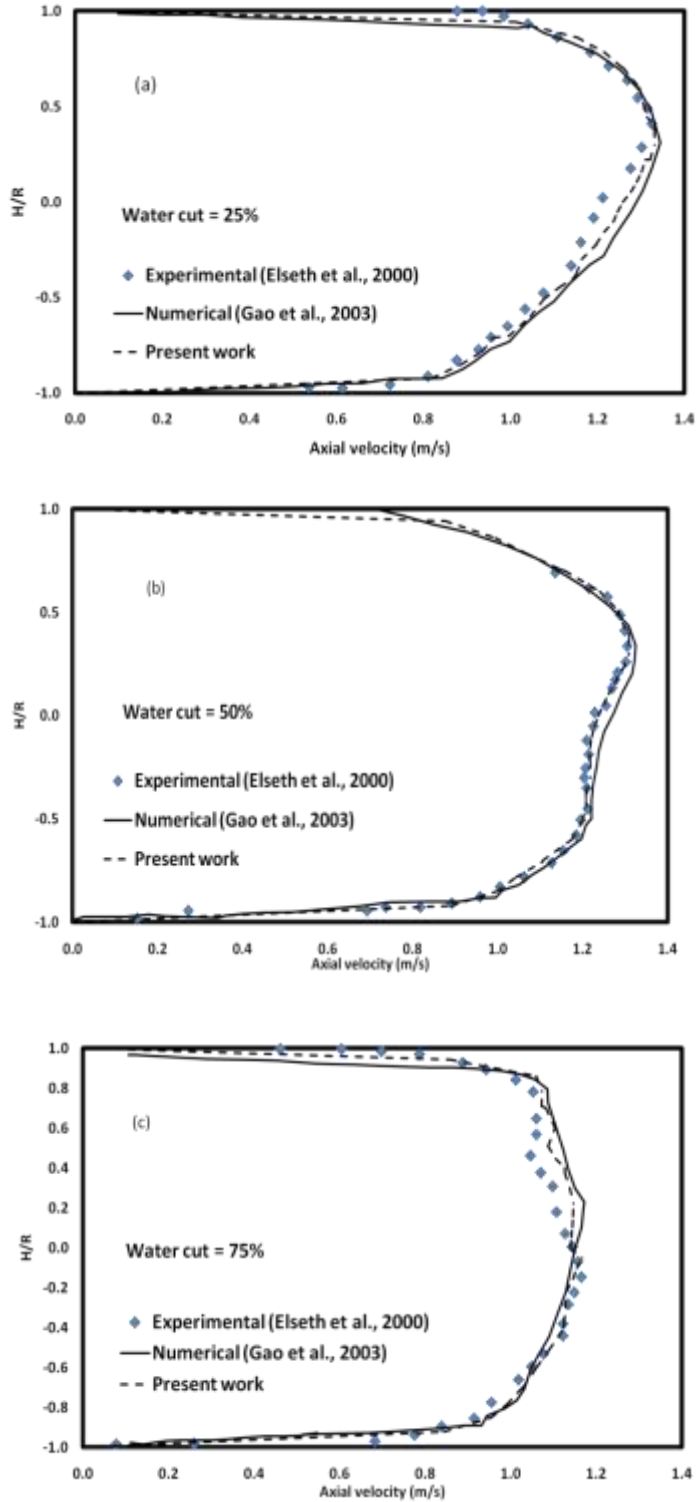 1.0
(a)
0.5
H/R
0.0
Water cut = 25%
Experimental (Elseth et al., 2000)
-0.5
Numerical (Gao et al., 2003)
Present work
-1.0
0.0 0.2 0.4 0.6 0.8 1.0 1.2 1.4
Axial velocity (m/s)
1.0
(b)
0.5
H/R
0.0
Water cut = 50%
Experimental (Elseth et al., 2000)
-0.5
Numerical (Gao et al., 2003)
Present work
-1.0
0.0 0.2 0.4 0.6 0.8 1.0 1.2 1.4
Axial velocity (m/s)
1.0
0.8
(c)
0.6
0.4
0.2
H/R
0.0
Water cut = 75%
-0.2
-0.4
Experimental (Elseth et al., 2000)
Numerical (Gao et al., 2003)
-0.6
Present work
-0.8
-1.0
0.0 0.2 0.4 0.6 0.8 1.0 1.2 1.4
Axial velocity (m/s)